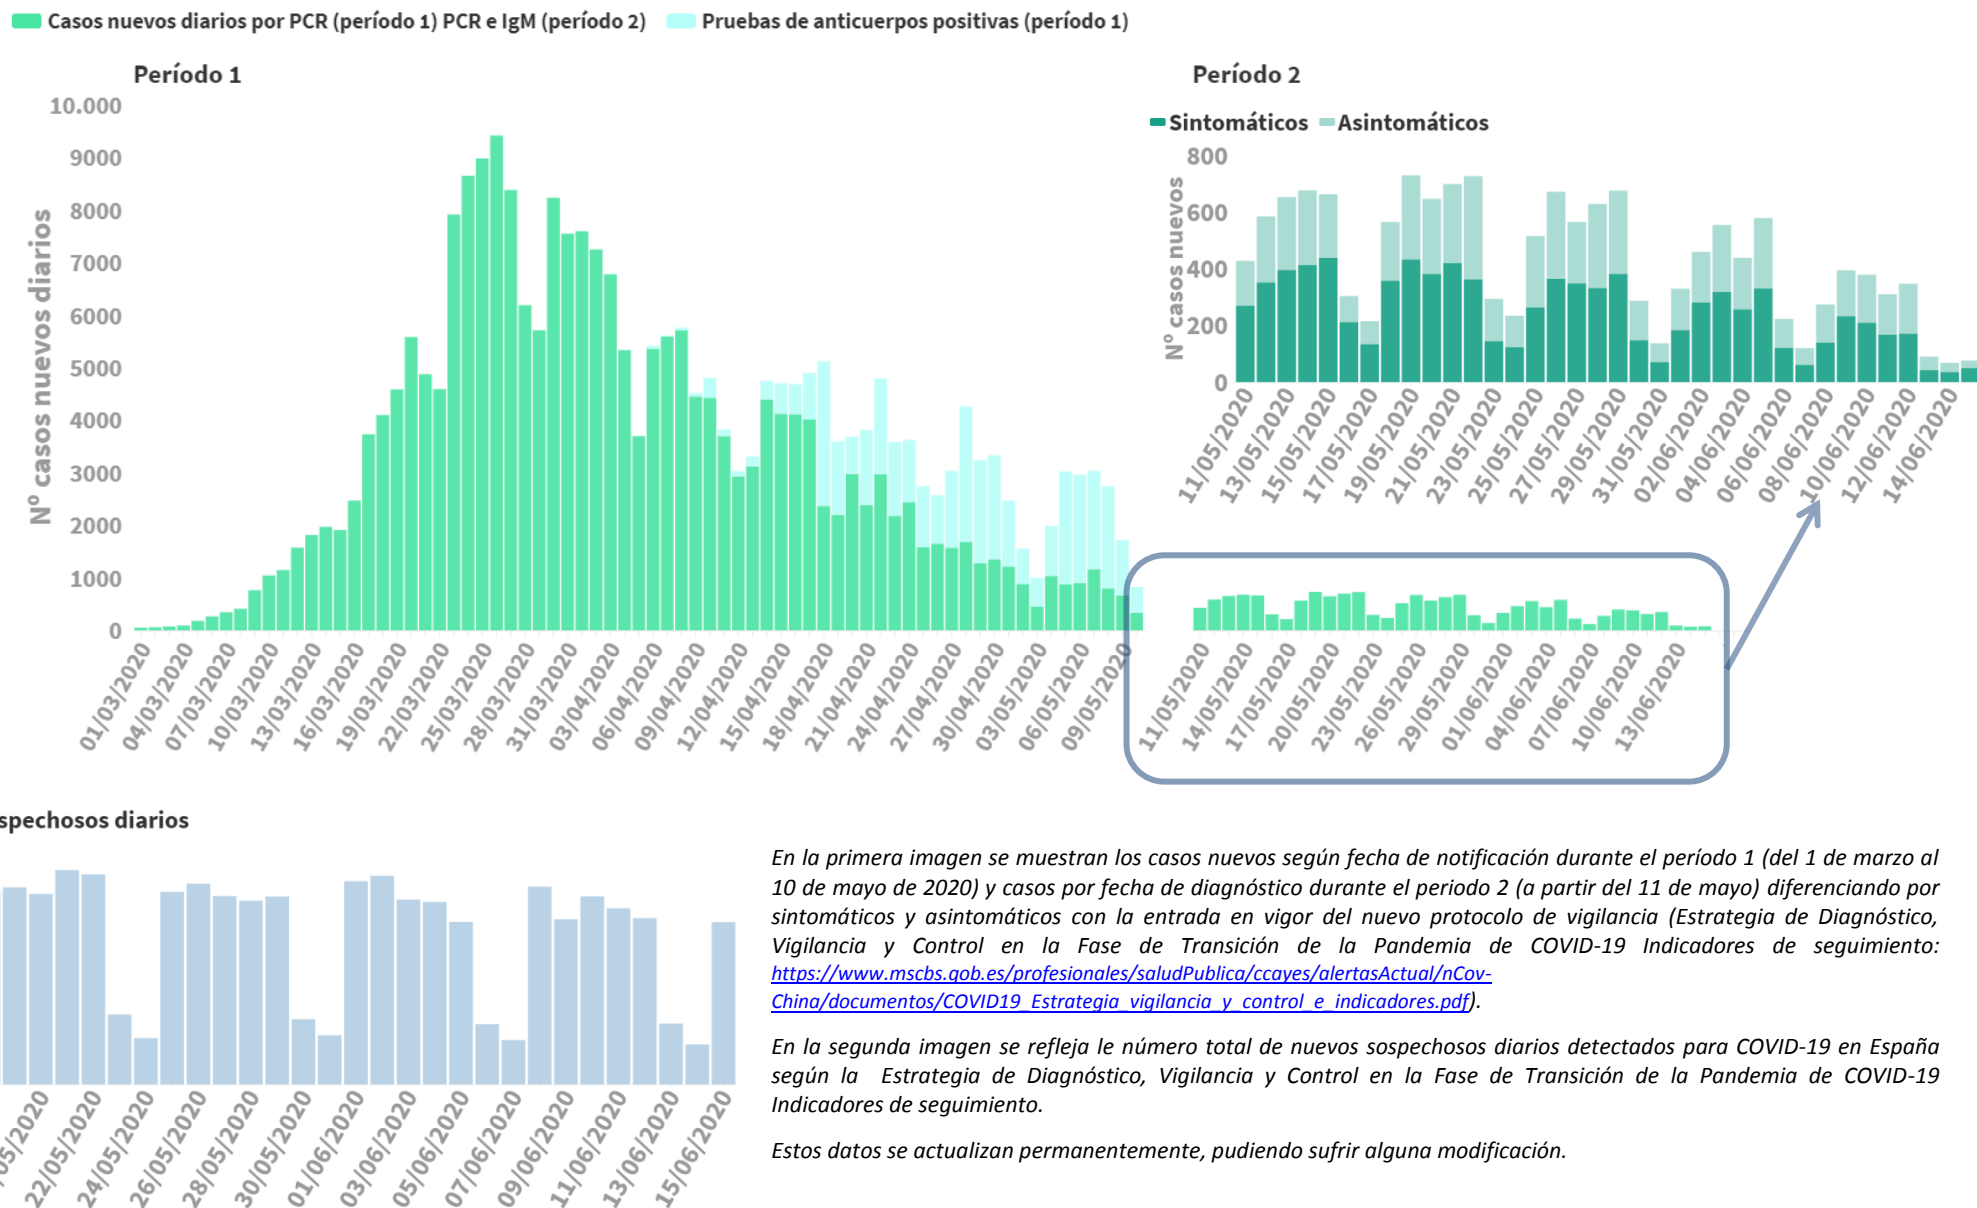 Casos nuevos diarios por PCR (período 1) PCR e IgM (período 2) Pruebas de anticuerpos positivas (período 1)
Período 1
Nº casos nuevos diarios
10.000
9000
8000
7000
6000
5000
4000
3000
2000
1000
0
01/03/2020 04/03/2020 07/03/2020 10/03/2020 13/03/2020 16/03/2020 19/03/2020 22/03/2020 25/03/2020 28/03/2020 31/03/2020 03/04/2020 06/04/2020 09/04/2020 12/04/2020 15/04/2020 18/04/2020 21/04/2020 24/04/2020 27/04/2020 30/04/2020 03/05/2020 06/05/2020 09/05/2020
Período 2
Sintomáticos Asintomáticos
Nº casos nuevos
800
600
400
200
0
11/05/2020 13/05/2020 15/05/2020 17/05/2020 19/05/2020 21/05/2020 23/05/2020 25/05/2020 27/05/2020 29/05/2020 31/05/2020 02/06/2020 04/06/2020 06/06/2020 08/06/2020 10/06/2020 12/06/2020 14/06/2020
11/05/2020 14/05/2020 17/05/2020 20/05/2020 23/05/2020 26/05/2020 29/05/2020 01/06/2020 04/06/2020 07/06/2020 10/06/2020 13/06/2020
spechosos diarios
/05/2020 22/05/2020 24/05/2020 26/05/2020 28/05/2020 30/05/2020 01/06/2020 03/06/2020 05/06/2020 07/06/2020 09/06/2020 11/06/2020 13/06/2020 15/06/2020
En la primera imagen se muestran los casos nuevos según fecha de notificación durante el período 1 (del 1 de marzo al
10 de mayo de 2020) y casos por fecha de diagnóstico durante el periodo 2 (a partir del 11 de mayo) diferenciando por
sintomáticos y asintomáticos con la entrada en vigor del nuevo protocolo de vigilancia (Estrategia de Diagnóstico,
Vigilancia y Control en la Fase de Transición de la Pandemia de COVID-19 Indicadores de seguimiento:
https://www.mscbs.gob.es/profesionales/saludPublica/ccayes/alertasActual/nCov-
China/documentos/COVID19_Estrategia_vigilancia_y_control_e_indicadores.pdf).
En la segunda imagen se refleja le número total de nuevos sospechosos diarios detectados para COVID-19 en España
según la Estrategia de Diagnóstico, Vigilancia y Control en la Fase de Transición de la Pandemia de COVID-19
Indicadores de seguimiento.
Estos datos se actualizan permanentemente, pudiendo sufrir alguna modificación.